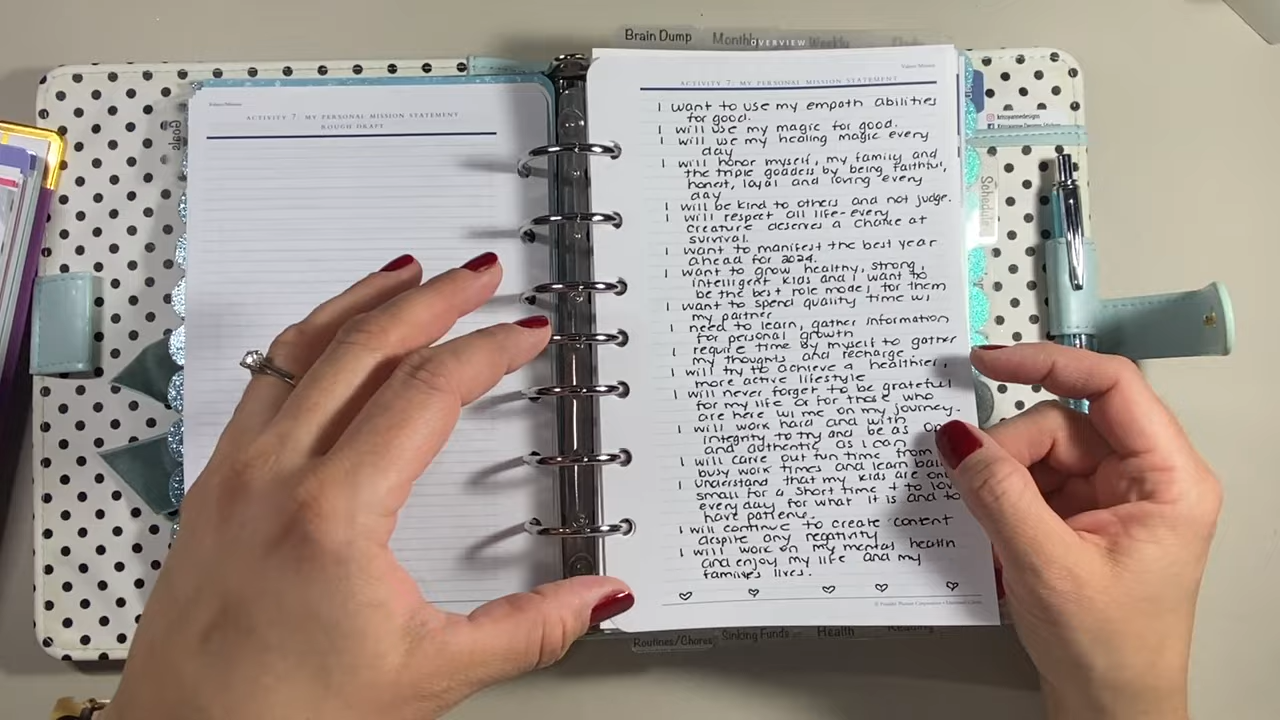 Brain Dump
Monthly
OVERVIEW
Weekly
Goals
Values/Mission
ACTIVITY 7: MY PERSONAL MISSION STATEMENT
ROUGH DRAFT
Values/Mission
ACTIVITY 7: MY PERSONAL MISSION STATEMENT
I want to use my empath abilities
for good.
I will use my magic for good.
I will use my healing magic every
day
I will honor myself, my family and
the triple goddess by being faithful,
honest, loyal and loving every
day
I will be kind to others and not judge.
I will respect all life-every
creature deserves a chance at
survival.
I want to manifest the best year
ahead for 2024.
I want to grow healthy, strong,
intelligent kids and I want to
be the best role model for them
I want to spend quality time w/
my partner
I need to learn, gather information
for personal growth
I require time by myself to gather
my thoughts and recharge
I will try to achieve a healthier,
more active lifestyle
I will never forget to be grateful
for my life or for those who
are here w/ me on my journey.
I will work hard and with
integrity to try and be as
and authentic as I can
I will carve out fun time from
busy work times and learn
I understand that my kids are
small for a short time + to
every day for what it is and to
have patience.
I will continue to create content
despite any negativity
I will work on my mental health
and enjoy my life and my
families lives.
kristyannedesigns
Schedule
Routines/Chores
Sinking Funds
Health
Reading